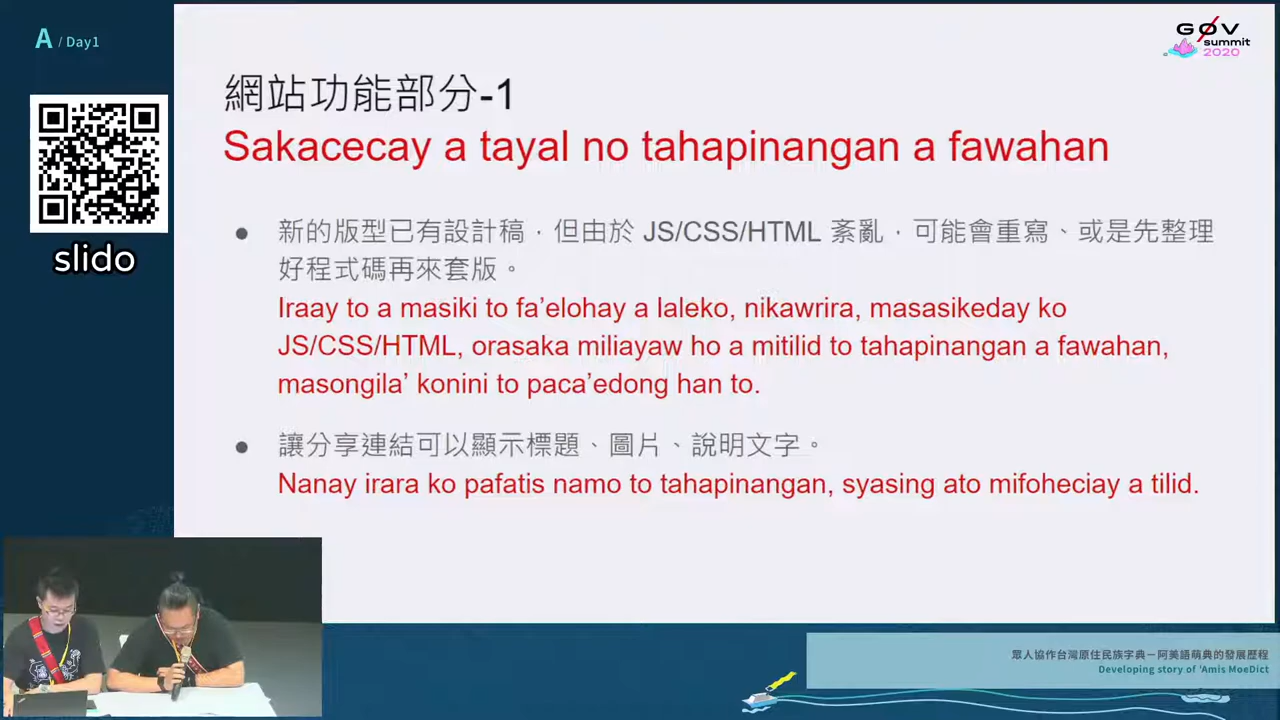 A / Day1
GØV
summit
2020
slido
網站功能部分-1
Sakacecay a tayal no tahapinangan a fawahan
新的版型已有設計稿，但由於 JS/CSS/HTML 紊亂，可能會重寫、或是先整理
好程式碼再來套版。
Iraay to a masiki to fa’elohay a laleko, nikawrira, masasikeday ko
JS/CSS/HTML, orasaka miliayaw ho a mitilid to tahapinangan a fawahan,
masongila’ konini to paca’edong han to.
讓分享連結可以顯示標題、圖片、說明文字。
Nanay irara ko pafatis namo to tahapinangan, syasing ato mifoheciay a tilid.
眾人協作台灣原住民族字典－阿美語萌典的發展歷程
Developing story of 'Amis MoeDict